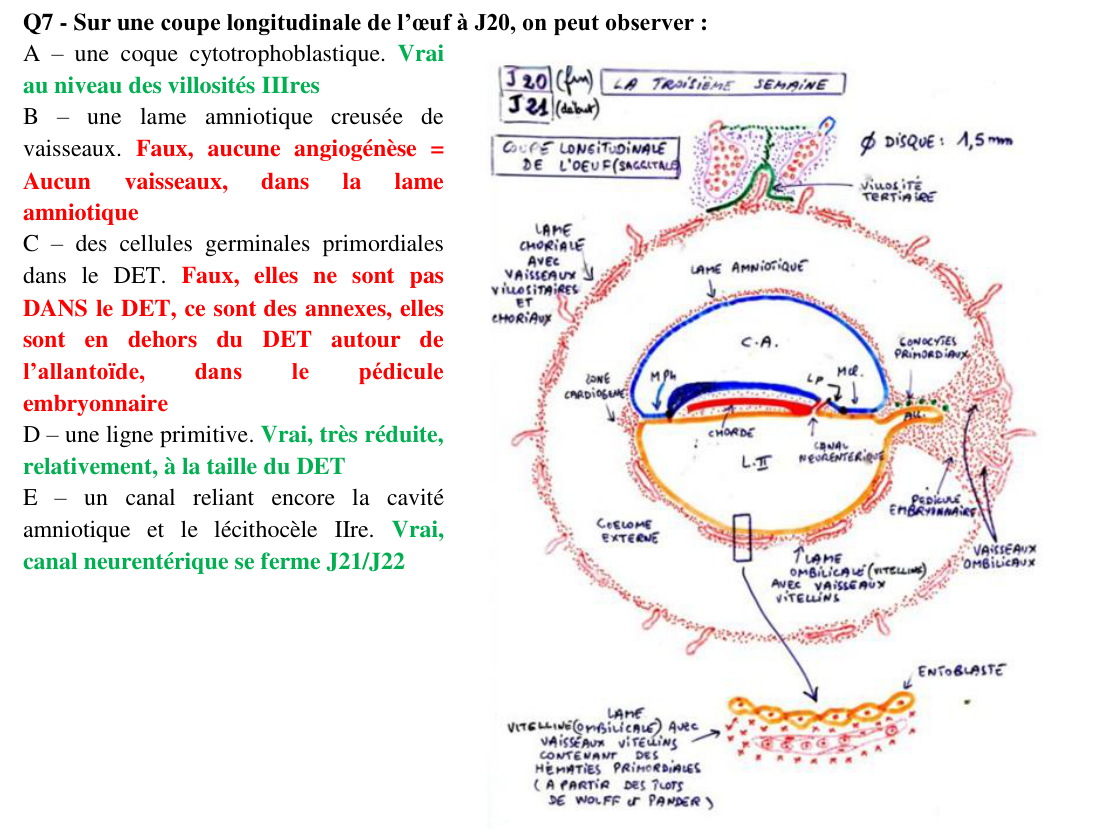 Q7 - Sur une coupe longitudinale de l'œuf à J20, on peut observer :
A – une coque cytotrophoblastique. Vrai
au niveau des villosités IIIres
B – une lame amniotique creusée de
vaisseaux. Faux, aucune angiogénèse =
Aucun vaisseaux, dans la lame
amniotique
C – des cellules germinales primordiales
dans le DET. Faux, elles ne sont pas
DANS le DET, ce sont des annexes, elles
sont en dehors du DET autour de
l'allantoïde, dans le pédicule
embryonnaire
D – une ligne primitive. Vrai, très réduite,
relativement, à la taille du DET
E – un canal reliant encore la cavité
amniotique et le lécithocèle IIre. Vrai,
canal neurentérique se ferme J21/J22
J20 (fin)
J21 (début)
LA TROISIÈME SEMAINE
COUPE LONGITUDINALE
DE L'OEUF (SAGGITALE)
Φ DISQUE : 1,5 mm
VILLOSITÉ
TERTIAIRE
LAME
CHORIALE
AVEC
VAISSEAUX
VILLOSITAIRES
ET
CHORIAUX
LAME AMNIOTIQUE
C.A.
GONOCYTES
PRIMORDIAUX
ZONE
CARDIOGENE
MPh
LP
MCl.
ALL.
CHORDE
CANAL
NEURENTERIQUE
L.II
PÉDICULE
EMBRYONNAIRE
COELOME
EXTERNE
VAISSEAUX
OMBILICAUX
LAME
OMBILICALE (VITELLINE)
AVEC VAISSEAUX
VITELLINS
ENTOBLASTE
LAME
VITELLINE (OMBILICALE) AVEC
VAISSEAUX VITELLINS
CONTENANT DES
HÉMATIES PRIMORDIALES
(A PARTIR DES ÎLOTS
DE WOLFF et PANDER)